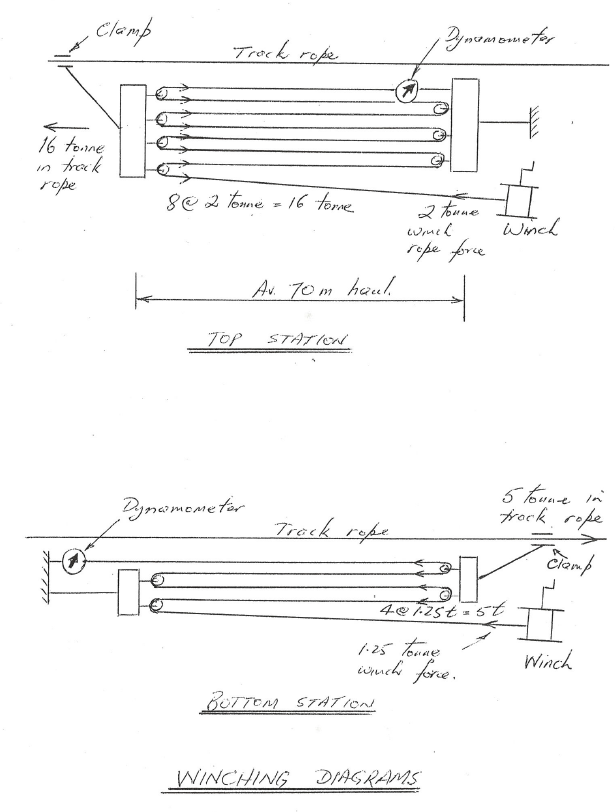 Clamp
Track rope
Dynamometer
16 tonne
in track
rope
8 @ 2 tonne = 16 tonne
2 tonne
winch
rope force
Winch
Av. 70 m haul.
TOP STATION
Dynamometer
Track rope
5 tonne in
track rope
Clamp
4 @ 1.25t = 5t
1.25 tonne
winch force.
Winch
BOTTOM STATION
WINCHING DIAGRAMS